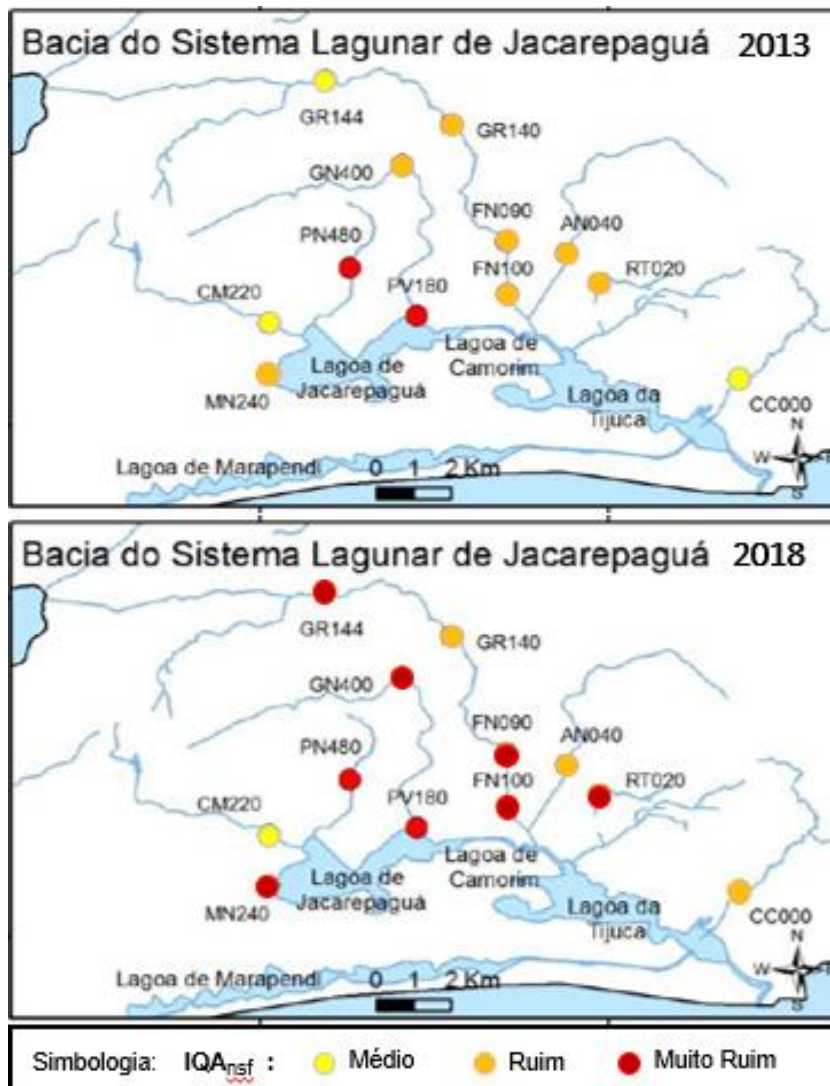 Bacia do Sistema Lagunar de Jacarepaguá 2013
GR144
GR140
GN400
FN090
AN040
PN480
FN100
RT020
CM220
PV180
Lagoa de
Camorim
Lagoa de
Jacarepaguá
MN240
Lagoa da
Tijuca
CC000
N
W
S
Lagoa de Marapendi
0 1 2 Km
Bacia do Sistema Lagunar de Jacarepaguá 2018
GR144
GR140
GN400
FN090
AN040
PN480
FN100
RT020
CM220
PV180
Lagoa de
Camorim
Lagoa de
Jacarepaguá
MN240
Lagoa da
Tijuca
CC000
N
W
S
Lagoa de Marapendi
0 1 2 Km
Simbologia: IQAnsf : Médio Ruim Muito Ruim